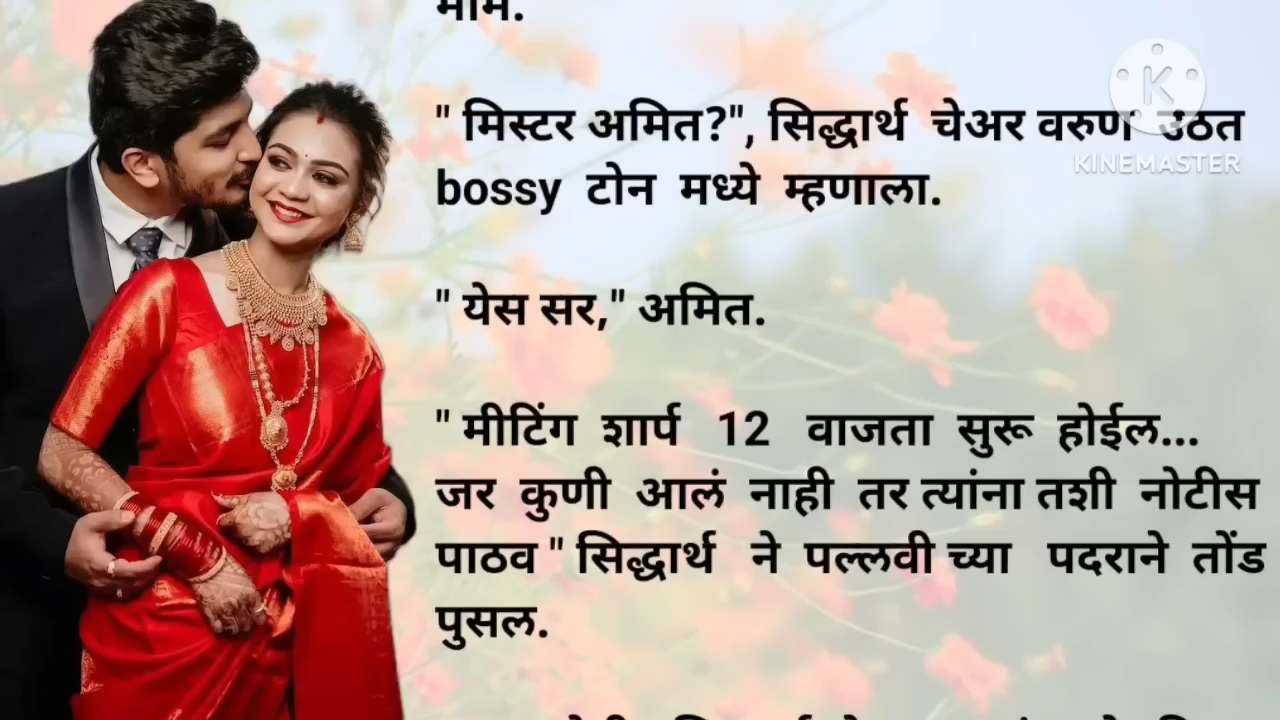 " मिस्टर अमित?", सिद्धार्थ चेअर वरुण उठत
bossy टोन मध्ये म्हणाला.
" येस सर," अमित.
" मीटिंग शार्प 12 वाजता सुरू होईल...
जर कुणी आलं नाही तर त्यांना तशी नोटीस
पाठव " सिद्धार्थ ने पल्लवी च्या पदराने तोंड
पुसल.
K
KINEMASTER